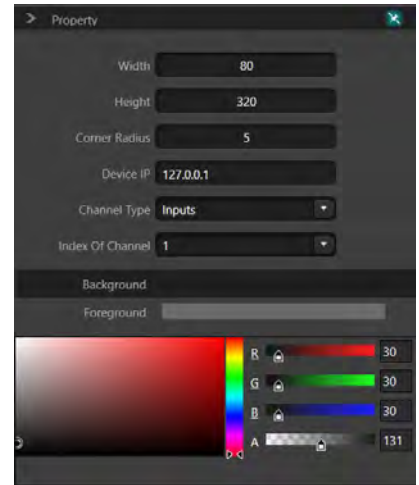 > Property
Width 80
Height 320
Corner Radius 5
Device IP 127.0.0.1
Channel Type Inputs
Index Of Channel 1
Background
Foreground
R 30
G 30
B 30
A 131